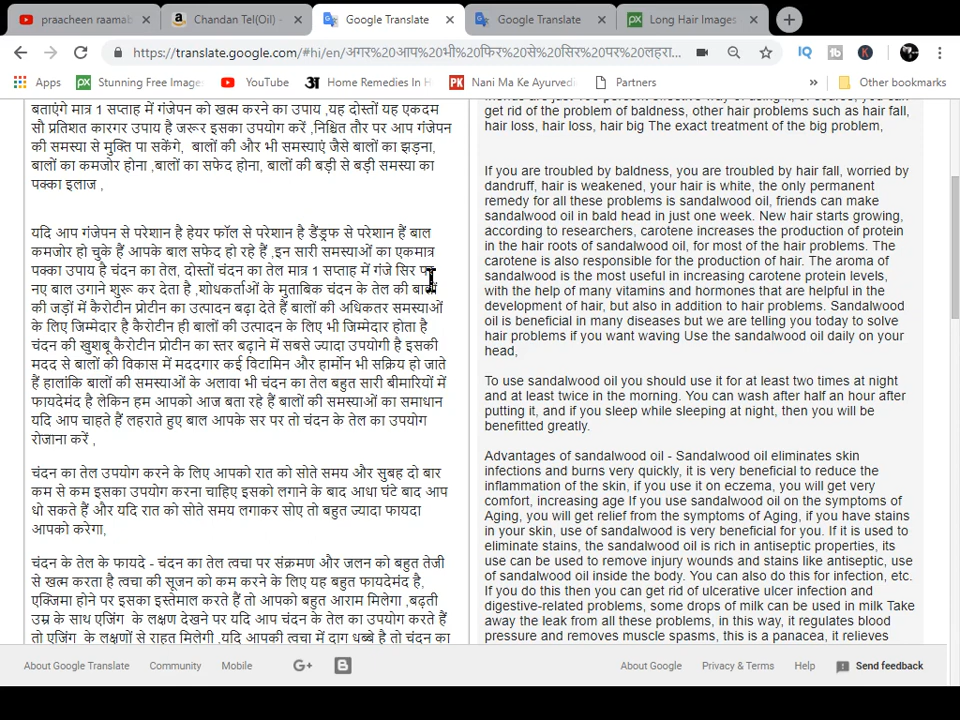 praacheen raamab
Chandan Tel(Oil) -
Google Translate
Google Translate
Long Hair Images
https://translate.google.com/#hi/en/अगर%20आप%20भी%20फिर%20से%20सिर%20पर%20लहरा...
Apps
Stunning Free Image
YouTube
Home Remedies In H
Nani Ma Ke Ayurvedi
Partners
»
Other bookmarks
बताएंगे मात्र 1 सप्ताह में गंजेपन को खत्म करने का उपाय ,यह दोस्तों यह एकदम
सौ प्रतिशत कारगर उपाय है जरूर इसका उपयोग करें ,निश्चित तौर पर आप गंजेपन
की समस्या से मुक्ति पा सकेंगे, बालों की और भी समस्याएं जैसे बालों का झड़ना,
बालों का कमजोर होना ,बालों का सफेद होना, बालों की बड़ी से बड़ी समस्या का
पक्का इलाज ,
यदि आप गंजेपन से परेशान है हेयर फॉल से परेशान है डैंड्रफ से परेशान हैं बाल
कमजोर हो चुके हैं आपके बाल सफेद हो रहे हैं ,इन सारी समस्याओं का एकमात्र
पक्का उपाय है चंदन का तेल, दोस्तों चंदन का तेल मात्र 1 सप्ताह में गंजे सिर पर
नए बाल उगाने शुरू कर देता है ,शोधकर्ताओं के मुताबिक चंदन के तेल की बालों
की जड़ों में कैरोटीन प्रोटीन का उत्पादन बढ़ा देते हैं बालों की अधिकतर समस्याओं
के लिए जिम्मेदार है कैरोटीन ही बालों की उत्पादन के लिए भी जिम्मेदार होता है
चंदन की खुशबू कैरोटीन प्रोटीन का स्तर बढ़ाने में सबसे ज्यादा उपयोगी है इसकी
मदद से बालों की विकास में मददगार कई विटामिन और हार्मोन भी सक्रिय हो जाते
हैं हालांकि बालों की समस्याओं के अलावा भी चंदन का तेल बहुत सारी बीमारियों में
फायदेमंद है लेकिन हम आपको आज बता रहे हैं बालों की समस्याओं का समाधान
यदि आप चाहते हैं लहराते हुए बाल आपके सर पर तो चंदन के तेल का उपयोग
रोजाना करें ,
चंदन का तेल उपयोग करने के लिए आपको रात को सोते समय और सुबह दो बार
कम से कम इसका उपयोग करना चाहिए इसको लगाने के बाद आधा घंटे बाद आप
धो सकते हैं और यदि रात को सोते समय लगाकर सोए तो बहुत ज्यादा फायदा
आपको करेगा,
चंदन के तेल के फायदे - चंदन का तेल त्वचा पर संक्रमण और जलन को बहुत तेजी
से खत्म करता है त्वचा की सूजन को कम करने के लिए यह बहुत फायदेमंद है,
एक्जिमा होने पर इसका इस्तेमाल करते हैं तो आपको बहुत आराम मिलेगा ,बढ़ती
उम्र के साथ एजिंग के लक्षण देखने पर यदि आप चंदन के तेल का उपयोग करते हैं
तो एजिंग के लक्षणों से राहत मिलेगी ,यदि आपकी त्वचा में दाग धब्बे है तो चंदन का
get rid of the problem of baldness, other hair problems such as hair fall,
hair loss, hair loss, hair big The exact treatment of the big problem,
If you are troubled by baldness, you are troubled by hair fall, worried by
dandruff, hair is weakened, your hair is white, the only permanent
remedy for all these problems is sandalwood oil, friends can make
sandalwood oil in bald head in just one week. New hair starts growing,
according to researchers, carotene increases the production of protein
in the hair roots of sandalwood oil, for most of the hair problems. The
carotene is also responsible for the production of hair. The aroma of
sandalwood is the most useful in increasing carotene protein levels,
with the help of many vitamins and hormones that are helpful in the
development of hair, but also in addition to hair problems. Sandalwood
oil is beneficial in many diseases but we are telling you today to solve
hair problems if you want waving Use the sandalwood oil daily on your
head,
To use sandalwood oil you should use it for at least two times at night
and at least twice in the morning. You can wash after half an hour after
putting it, and if you sleep while sleeping at night, then you will be
benefitted greatly.
Advantages of sandalwood oil - Sandalwood oil eliminates skin
infections and burns very quickly, it is very beneficial to reduce the
inflammation of the skin, if you use it on eczema, you will get very
comfort, increasing age If you use sandalwood oil on the symptoms of
Aging, you will get relief from the symptoms of Aging, if you have stains
in your skin, use of sandalwood is very beneficial for you. If it is used to
eliminate stains, the sandalwood oil is rich in antiseptic properties, its
use can be used to remove injury wounds and stains like antiseptic, use
of sandalwood oil inside the body. You can also do this for infection, etc.
If you do this then you can get rid of ulcerative ulcer infection and
digestive-related problems, some drops of milk can be used in milk Take
away the leak from all these problems, in this way, it regulates blood
pressure and removes muscle spasms, this is a panacea, it relieves
About Google Translate
Community
Mobile
About Google
Privacy & Terms
Help
Send feedback